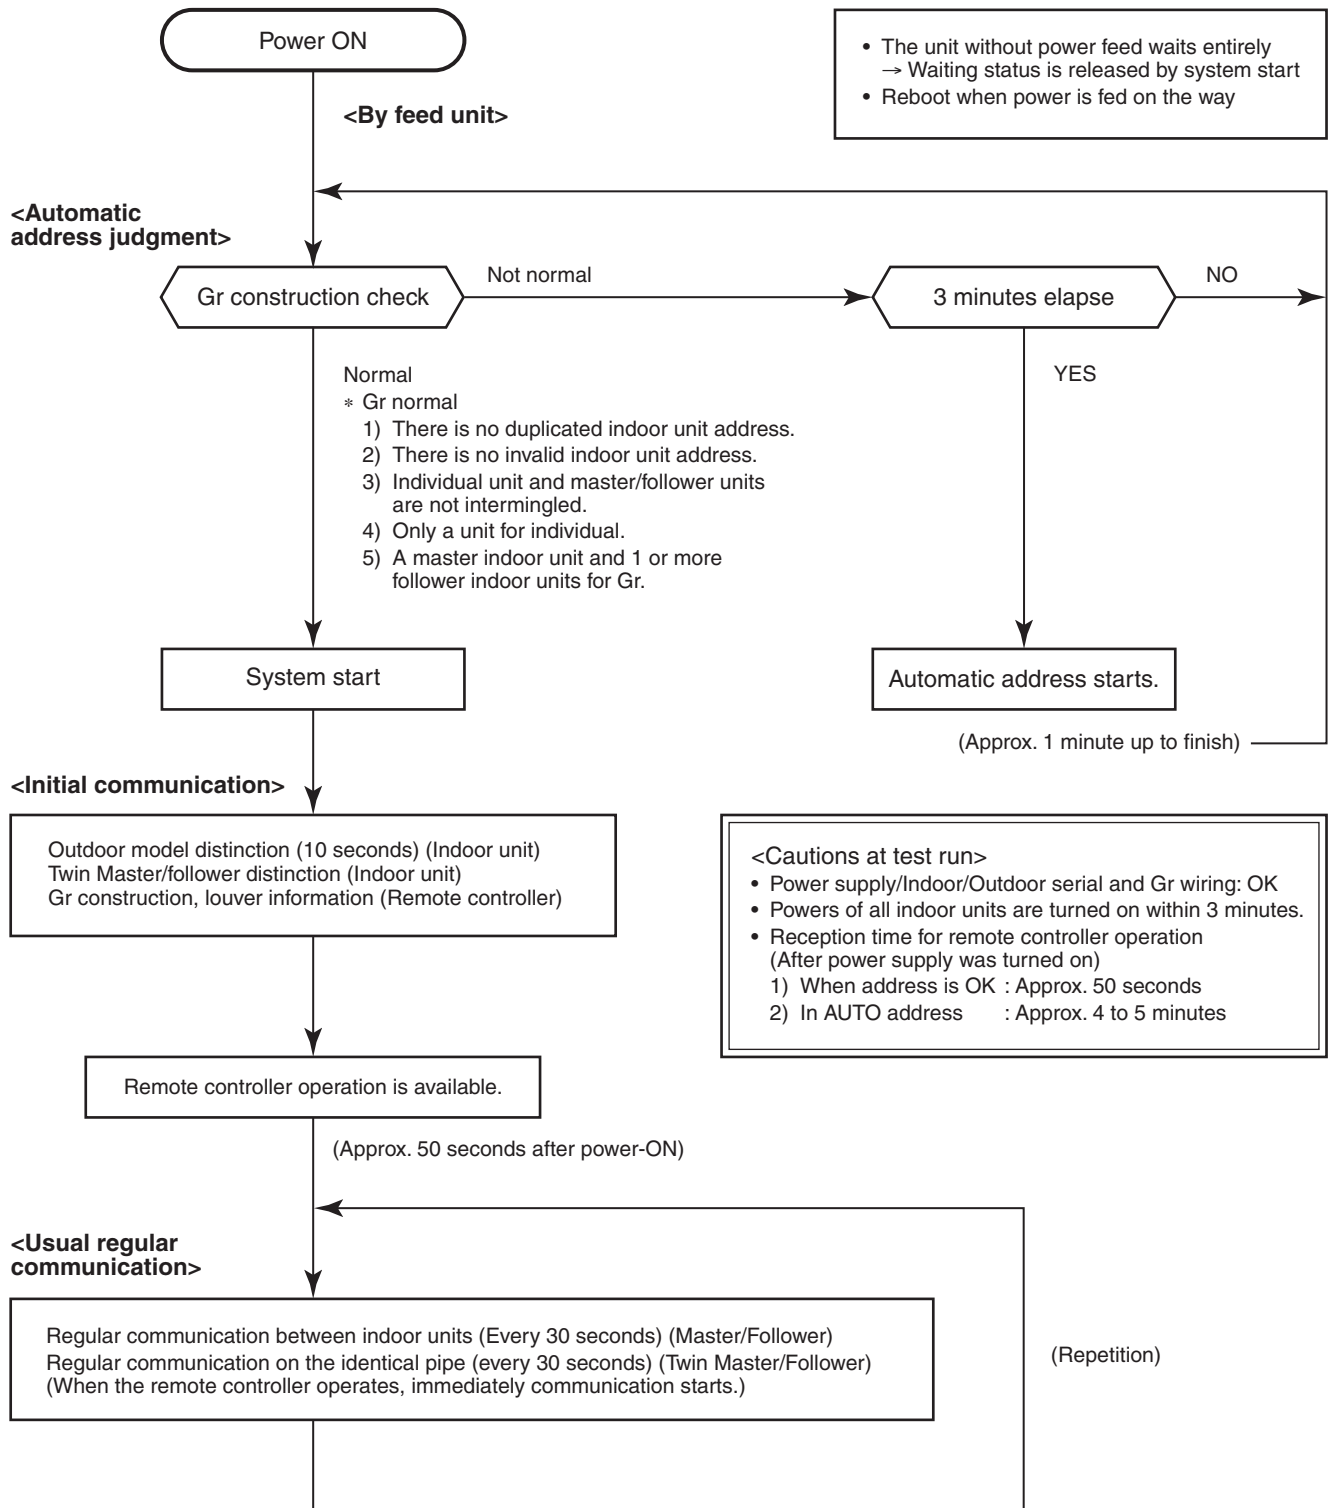 Power ON
• The unit without power feed waits entirely
→ Waiting status is released by system start
• Reboot when power is fed on the way
<By feed unit>
<Automatic
address judgment>
Gr construction check
Not normal
3 minutes elapse
NO
Normal
* Gr normal
1) There is no duplicated indoor unit address.
2) There is no invalid indoor unit address.
3) Individual unit and master/follower units
are not intermingled.
4) Only a unit for individual.
5) A master indoor unit and 1 or more
follower indoor units for Gr.
YES
System start
Automatic address starts.
(Approx. 1 minute up to finish)
<Initial communication>
Outdoor model distinction (10 seconds) (Indoor unit)
Twin Master/follower distinction (Indoor unit)
Gr construction, louver information (Remote controller)
<Cautions at test run>
• Power supply/Indoor/Outdoor serial and Gr wiring: OK
• Powers of all indoor units are turned on within 3 minutes.
• Reception time for remote controller operation
(After power supply was turned on)
1) When address is OK : Approx. 50 seconds
2) In AUTO address : Approx. 4 to 5 minutes
Remote controller operation is available.
(Approx. 50 seconds after power-ON)
<Usual regular
communication>
Regular communication between indoor units (Every 30 seconds) (Master/Follower)
Regular communication on the identical pipe (every 30 seconds) (Twin Master/Follower)
(When the remote controller operates, immediately communication starts.)
(Repetition)